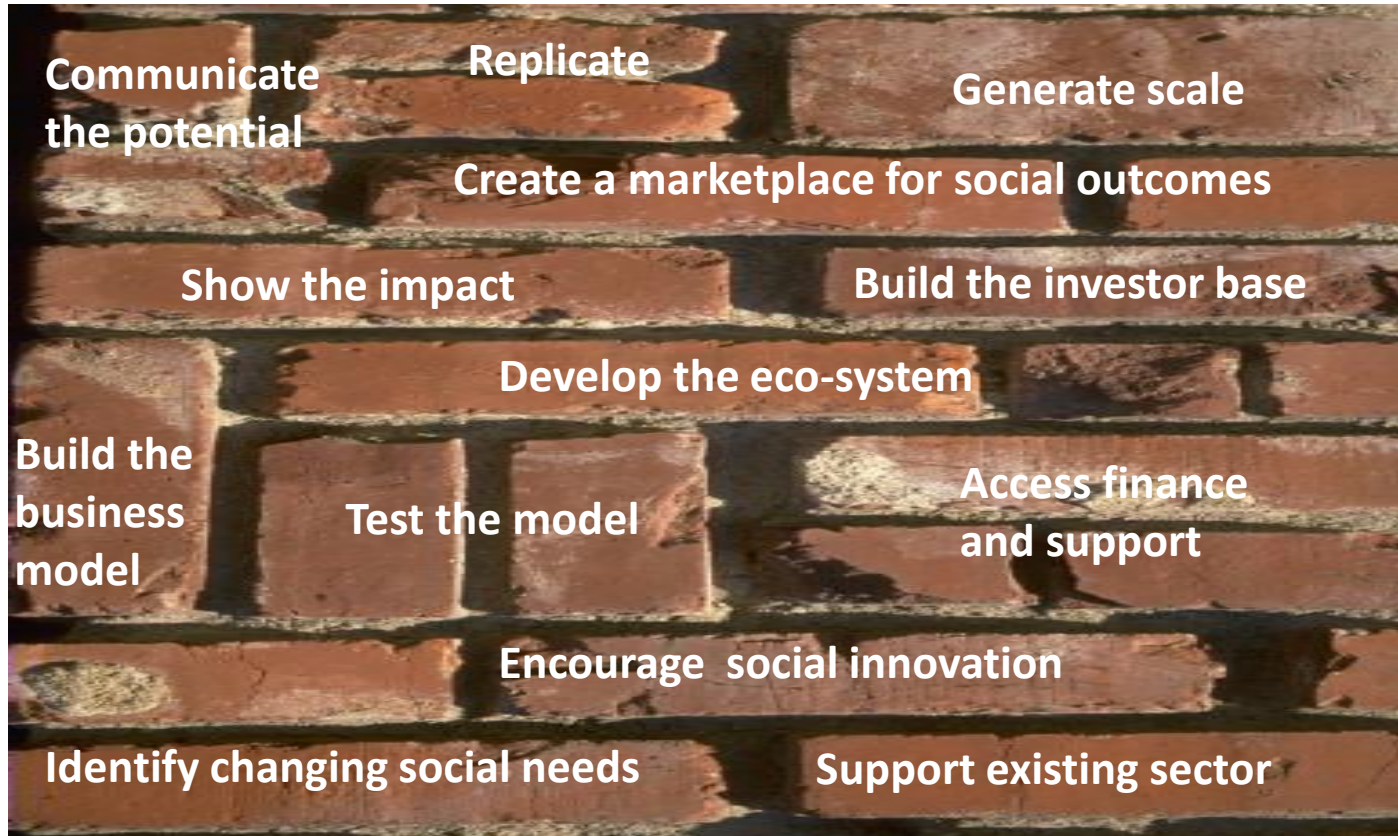 Communicate
the potential
Replicate
Generate scale
Create a marketplace for social outcomes
Show the impact
Build the investor base
Develop the eco-system
Build the
business
model
Test the model
Access finance
and support
Encourage  social innovation
Identify changing social needs
Support existing sector